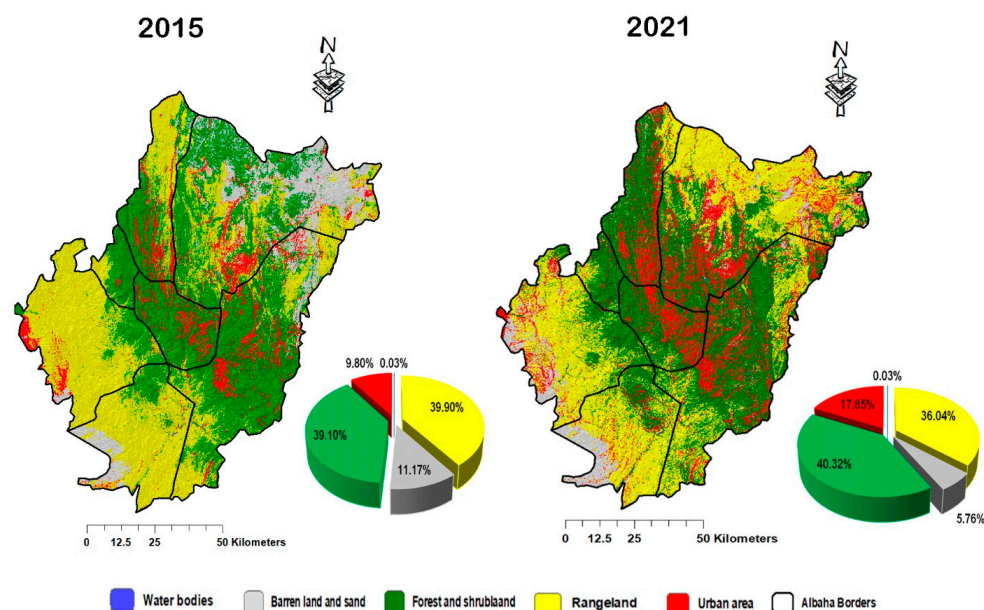 2015
2021
N
N
9.80%
0.03%
39.90%
39.10%
11.17%
0.03%
17.85%
36.04%
40.32%
5.76%
0 12.5 25 50 Kilometers
0 12.5 25 50 Kilometers
Water bodies
Barren land and sand
Forest and shrublaand
Rangeland
Urban area
Albaha Borders